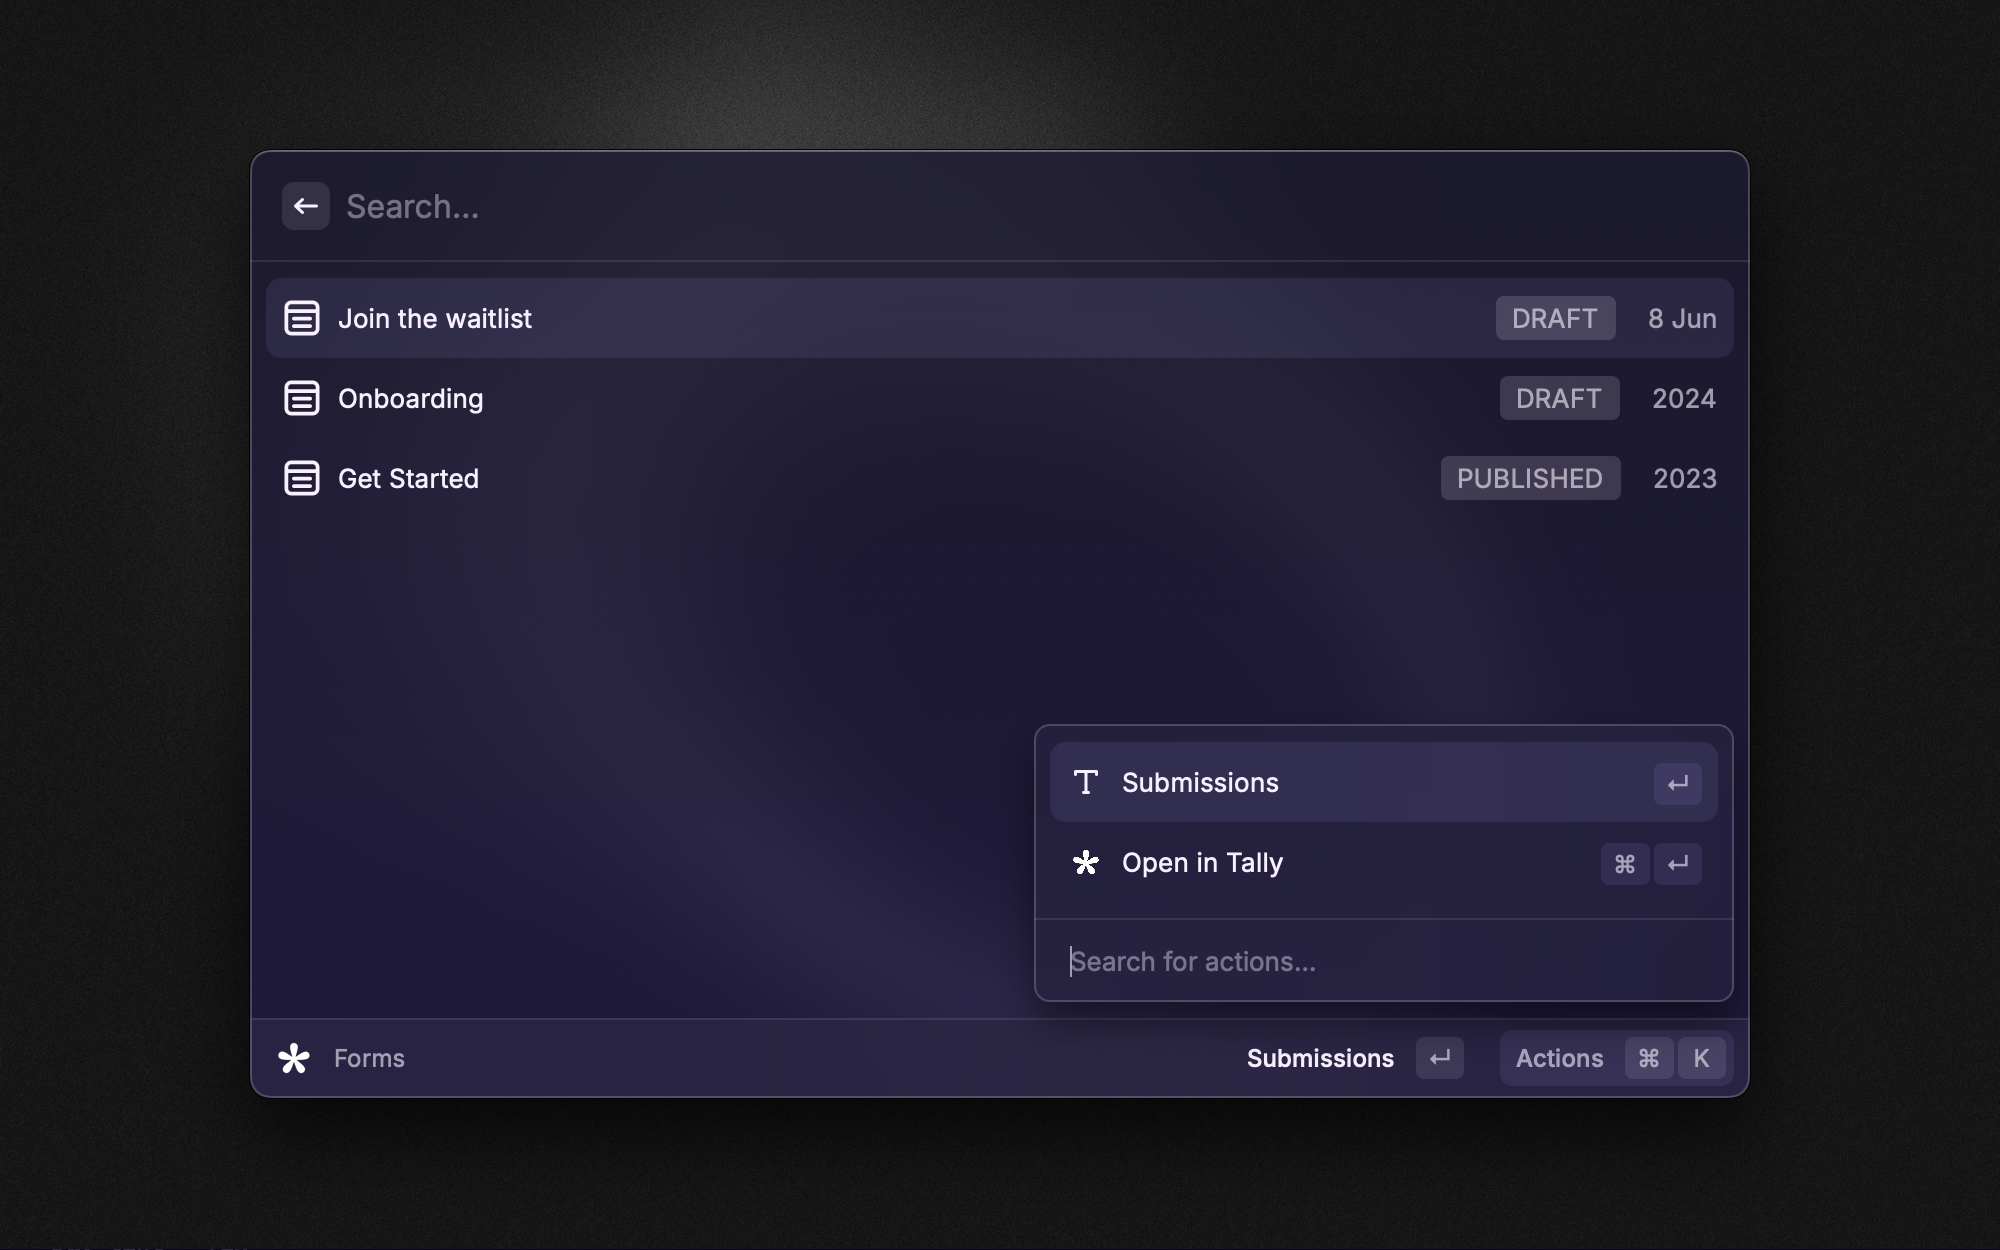 Search...
Join the waitlist DRAFT 8 Jun
Onboarding DRAFT 2024
Get Started PUBLISHED 2023
Submissions ↵
Open in Tally ⌘ ↵
Search for actions...
Forms Submissions ↵ Actions ⌘ K